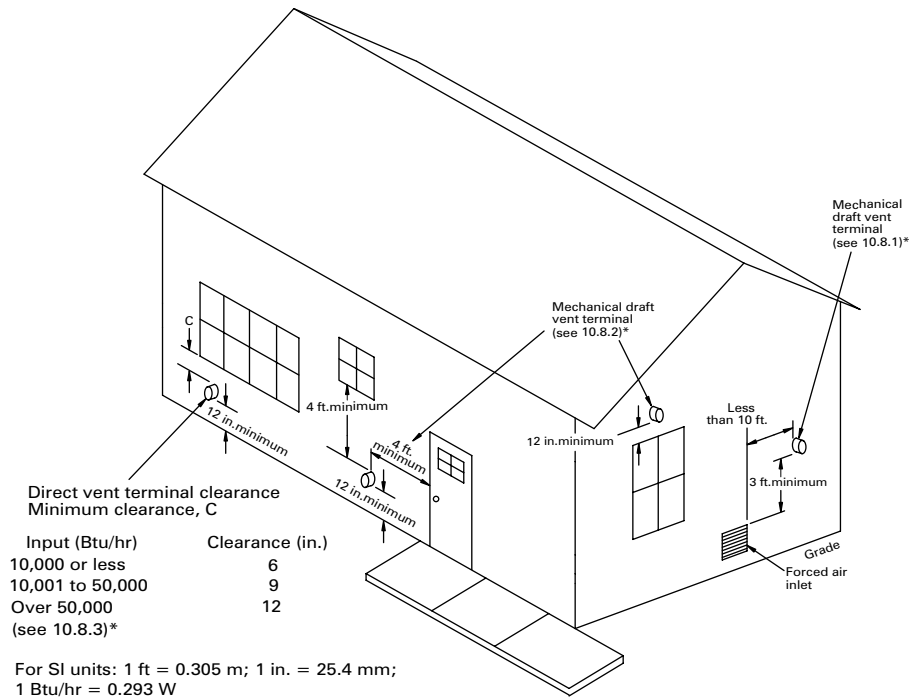 Mechanical
draft vent
terminal
(see 10.8.1)*
Mechanical draft
vent terminal
(see 10.8.2)*
C
12 in.minimum
4 ft.minimum
4 ft.
minimum
12 in.minimum
12 in.minimum
Less
than 10 ft.
3 ft.minimum
Grade
Forced air
inlet
Direct vent terminal clearance
Minimum clearance, C
Input (Btu/hr) Clearance (in.)
10,000 or less 6
10,001 to 50,000 9
Over 50,000 12
(see 10.8.3)*
For SI units: 1 ft = 0.305 m; 1 in. = 25.4 mm;
1 Btu/hr = 0.293 W